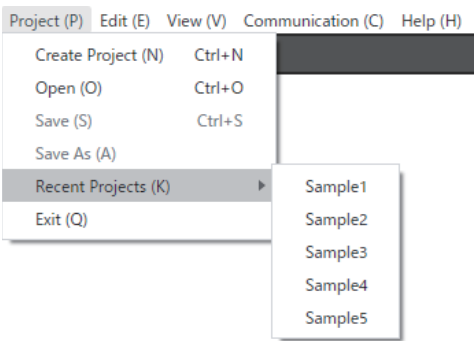 Project (P) Edit (E) View (V) Communication (C) Help (H)
Create Project (N) Ctrl+N
Open (O) Ctrl+O
Save (S) Ctrl+S
Save As (A)
Recent Projects (K)
Exit (Q)
Sample1
Sample2
Sample3
Sample4
Sample5